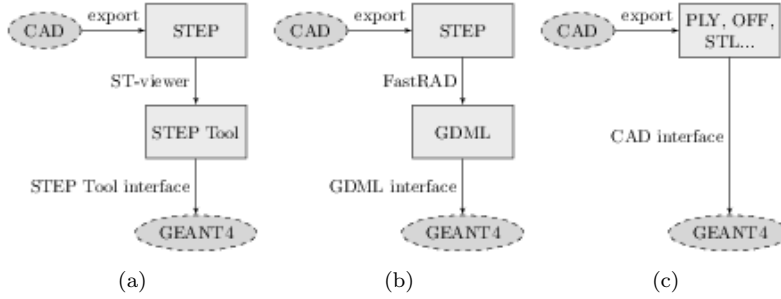 CAD
export
STEP
ST-viewer
STEP Tool
STEP Tool interface
GEANT4
(a)
CAD
export
STEP
FastRAD
GDML
GDML interface
GEANT4
(b)
CAD
export
PLY, OFF,
STL...
CAD interface
GEANT4
(c)